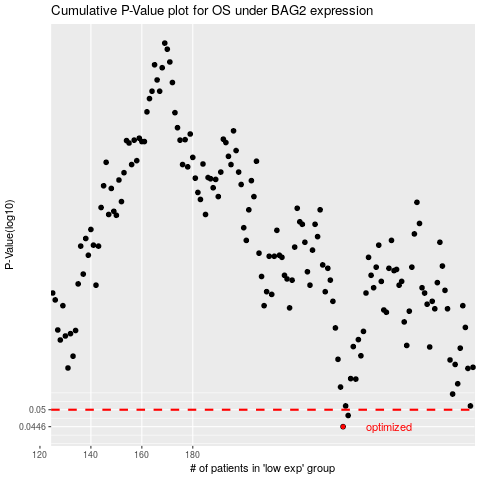 Cumulative P-Value plot for OS under BAG2 expression
P-Value(log10)
0.05
0.0446
optimized
120 140 160 180
# of patients in 'low exp' group